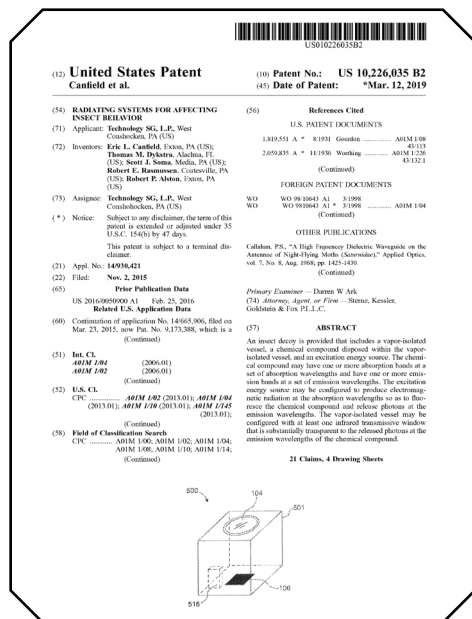 US010226035B2
(12) United States Patent
Canfield et al.
(10) Patent No.: US 10,226,035 B2
(45) Date of Patent: *Mar. 12, 2019
(54) RADIATING SYSTEMS FOR AFFECTING
INSECT BEHAVIOR
(71) Applicant: Technology SG, L.P., West
Conshocken, PA (US)
(72) Inventors: Eric L. Canfield, Exton, PA (US);
Thomas M. Dykstra, Alachua, FL
(US); Scott J. Soma, Media, PA (US);
Robert E. Rasmussen, Coatesville, PA
(US); Robert P. Alston, Exton, PA
(US)
(73) Assignee: Technology SG, L.P., West
Conshohocken, PA (US)
( * ) Notice: Subject to any disclaimer, the term of this
patent is extended or adjusted under 35
U.S.C. 154(b) by 47 days.
This patent is subject to a terminal dis-
claimer.
(21) Appl. No.: 14/930,421
(22) Filed: Nov. 2, 2015
(65) Prior Publication Data
US 2016/0050900 A1 Feb. 25, 2016
Related U.S. Application Data
(60) Continuation of application No. 14/665,906, filed on
Mar. 23, 2015, now Pat. No. 9,173,388, which is a
(Continued)
(51) Int. Cl.
A01M 1/04 (2006.01)
A01M 1/02 (2006.01)
(52) U.S. Cl.
CPC .............. A01M 1/02 (2013.01); A01M 1/04
(2013.01); A01M 1/10 (2013.01); A01M 1/145
(2013.01);
(Continued)
(58) Field of Classification Search
CPC .......... A01M 1/00; A01M 1/02; A01M 1/04;
A01M 1/08; A01M 1/10; A01M 1/14;
(Continued)
(56) References Cited
U.S. PATENT DOCUMENTS
1,819,551 A * 8/1931 Gourdon .............. A01M 1/08
43/113
2,059,835 A * 11/1936 Worthing ............ A01M 1/226
43/132.1
(Continued)
FOREIGN PATENT DOCUMENTS
WO WO 98/10643 A1 3/1998
WO WO 9810643 A1 * 3/1998 .............. A01M 1/04
(Continued)
OTHER PUBLICATIONS
Callahan, P.S., "A High Frequency Dielectric Waveguide on the
Antennae of Night-Flying Moths (Saturnidae)," Applied Optics,
vol. 7, No. 8, Aug. 1968; pp. 1425-1430.
(Continued)
Primary Examiner — Darren W Ark
(74) Attorney, Agent, or Firm — Sterne, Kessler,
Goldstein & Fox P.L.L.C.
(57) ABSTRACT
An insect decoy is provided that includes a vapor-isolated
vessel, a chemical compound disposed within the vapor-
isolated vessel, and an excitation energy source. The chemi-
cal compound may have one or more absorption bands at a
set of absorption wavelengths and have one or more emis-
sion bands at a set of emission wavelengths. The excitation
energy source may be configured to produce electromag-
netic radiation at the absorption wavelengths so as to fluo-
resce the chemical compound and release photons at the
emission wavelengths. The vapor-isolated vessel may be
configured with at least one infrared transmissive window
that is substantially transparent to the released photons at the
emission wavelengths of the chemical compound.
21 Claims, 4 Drawing Sheets
500
104
501
106
516